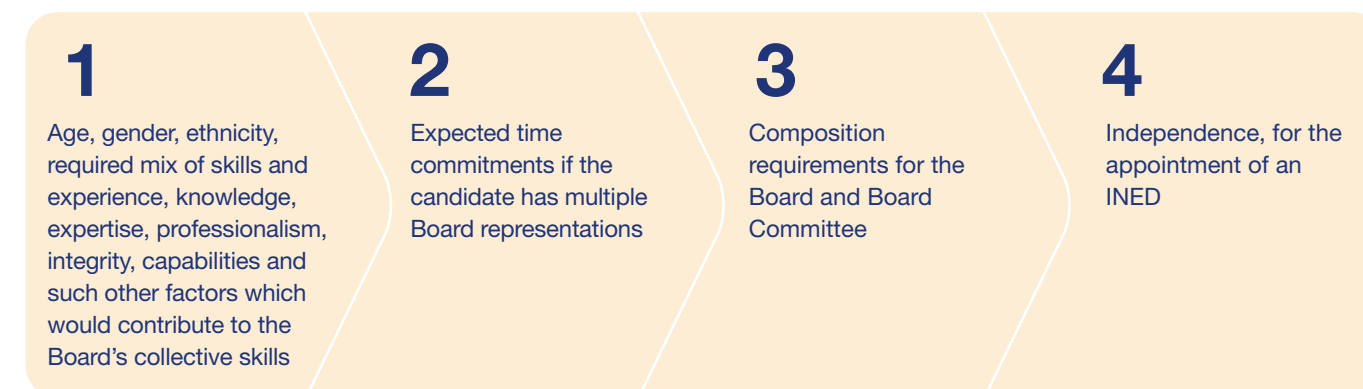 1
Age, gender, ethnicity,
required mix of skills and
experience, knowledge,
expertise, professionalism,
integrity, capabilities and
such other factors which
would contribute to the
Board’s collective skills
2
Expected time
commitments if the
candidate has multiple
Board representations
3
Composition
requirements for the
Board and Board
Committee
4
Independence, for the
appointment of an
INED